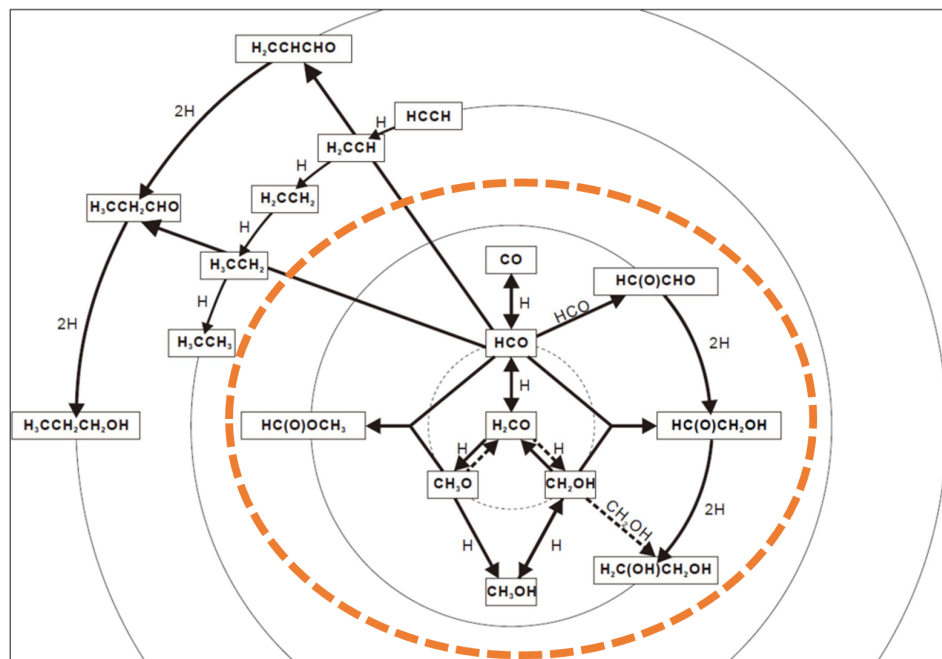 H₂CCHCHO
2H
HCCH
H
H₂CCH
H
H₂CCH₂
H₃CCH₂CHO
H
H₃CCH₂
H
H₃CCH₃
2H
H₃CCH₂CH₂OH
CO
H
HC(O)CHO
HCO
HCO
2H
H
HC(O)OCH₃
H₂CO
HC(O)CH₂OH
H
H
CH₃O
CH₂OH
CH₂OH
2H
H
H
H₂C(OH)CH₂OH
CH₃OH